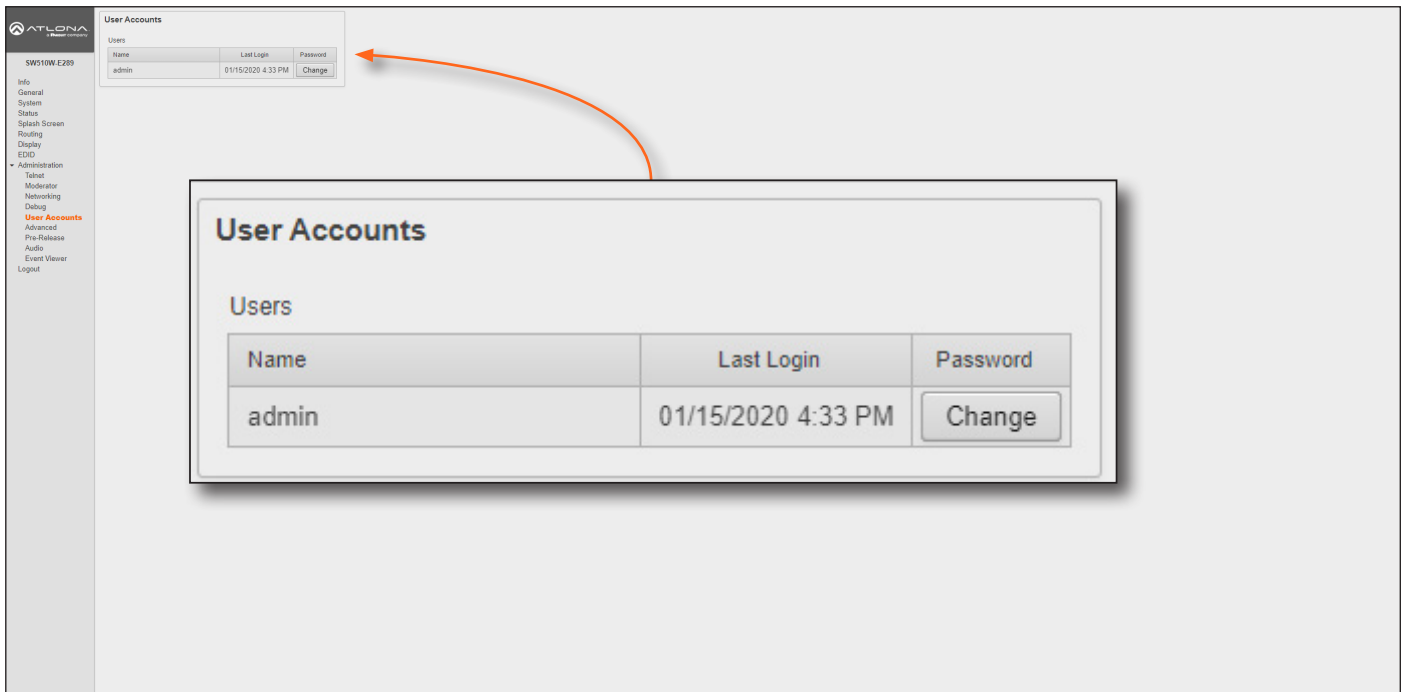 ATLONA
a Panduit company
SW510W-E289
Info
General
System
Status
Splash Screen
Routing
Display
EDID
Administration
Telnet
Moderator
Networking
Debug
User Accounts
Advanced
Pre-Release
Audio
Event Viewer
Logout
User Accounts
Users
Name Last Login Password
admin 01/15/2020 4:33 PM Change
User Accounts
Users
Name Last Login Password
admin 01/15/2020 4:33 PM Change